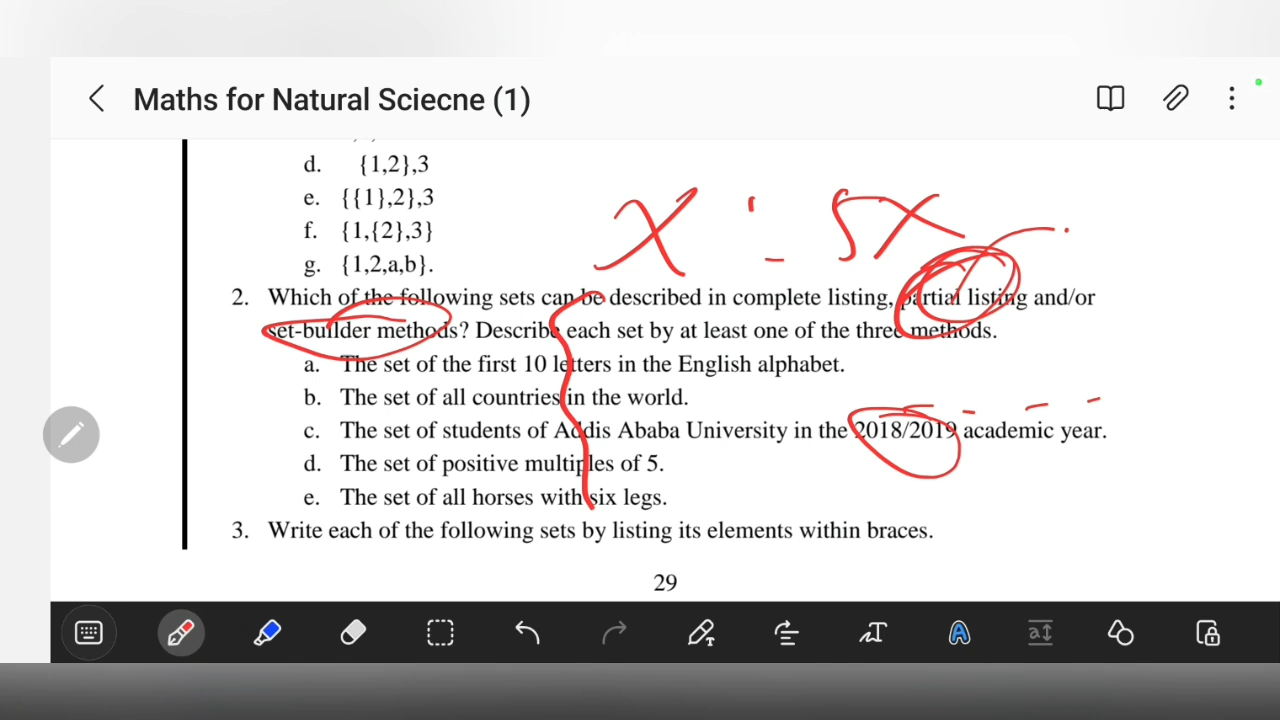 Maths for Natural Sciecne (1)
d. {1,2},3
e. {{1},2},3
f. {1,{2},3}
g. {1,2,a,b}.
x : 5x
2. Which of the following sets can be described in complete listing, partial listing and/or
set-builder methods? Describe each set by at least one of the three methods.
a. The set of the first 10 letters in the English alphabet.
b. The set of all countries in the world.
c. The set of students of Addis Ababa University in the 2018/2019 academic year.
d. The set of positive multiples of 5.
e. The set of all horses with six legs.
3. Write each of the following sets by listing its elements within braces.
29